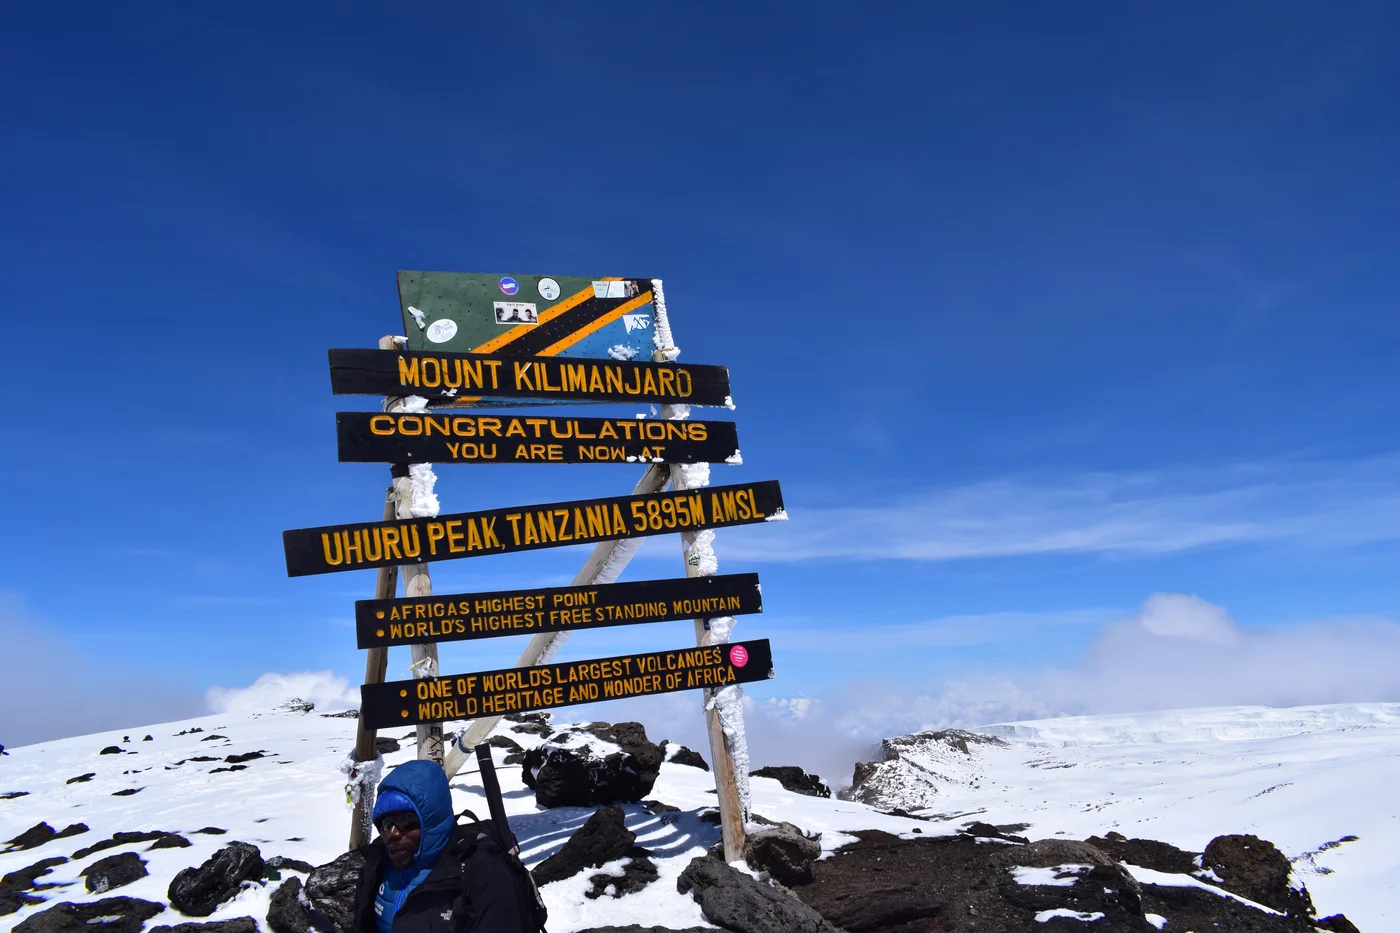 MOUNT KILIMANJARO
CONGRATULATIONS
YOU ARE NOW AT
UHURU PEAK, TANZANIA, 5895M AMSL
• AFRICAS HIGHEST POINT
• WORLD'S HIGHEST FREE STANDING MOUNTAIN
• ONE OF WORLD'S LARGEST VOLCANOES
• WORLD HERITAGE AND WONDER OF AFRICA